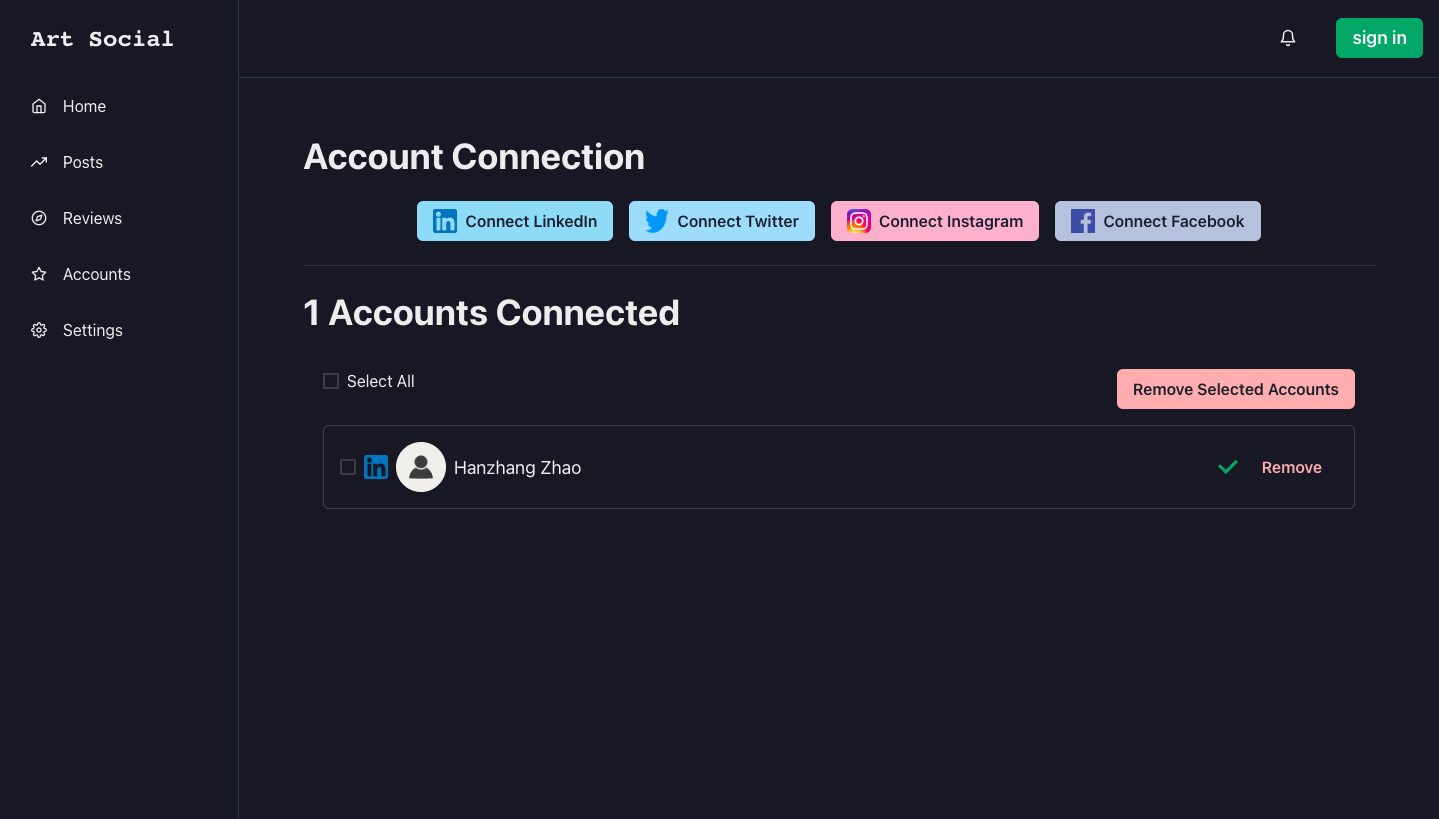 Art Social
sign in
Home
Posts
Reviews
Accounts
Settings
Account Connection
Connect LinkedIn
Connect Twitter
Connect Instagram
Connect Facebook
1 Accounts Connected
Select All
Remove Selected Accounts
Hanzhang Zhao
Remove